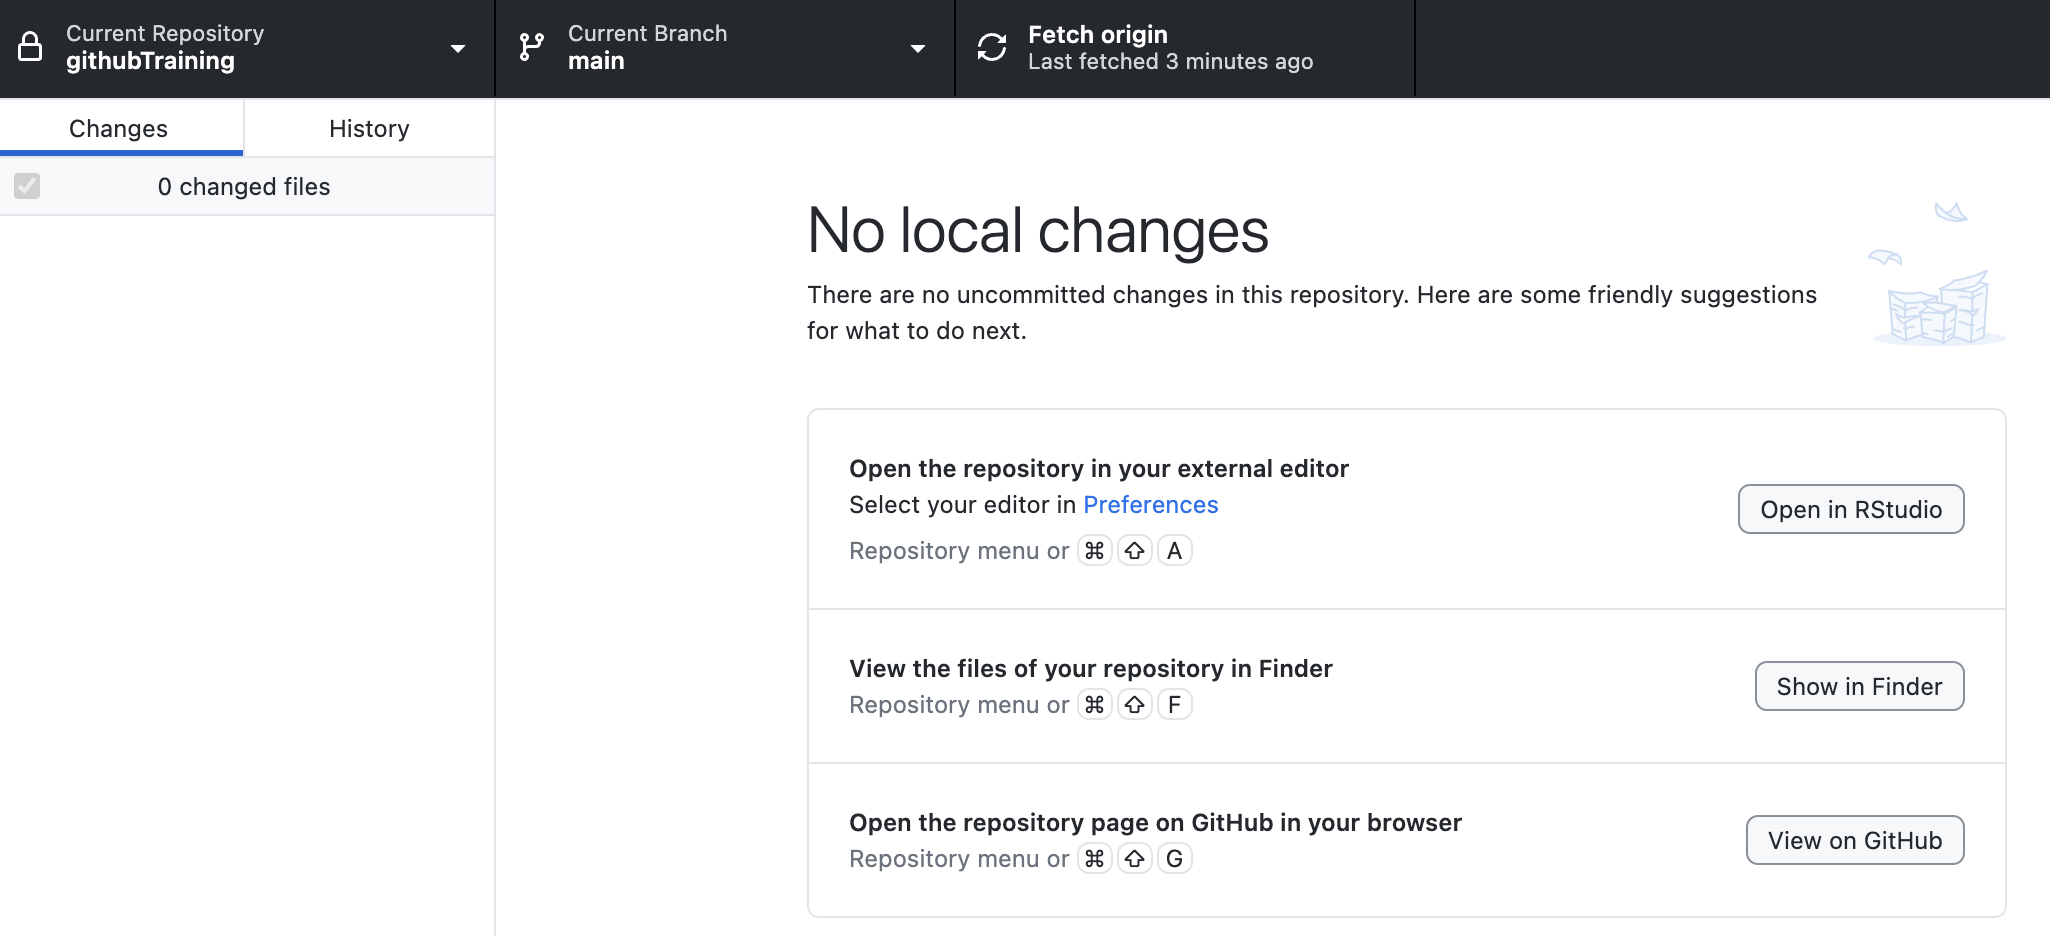 Current Repository
githubTraining
Current Branch
main
Fetch origin
Last fetched 3 minutes ago
Changes
History
0 changed files
No local changes
There are no uncommitted changes in this repository. Here are some friendly suggestions
for what to do next.
Open the repository in your external editor
Select your editor in Preferences
Repository menu or ⌘ ⇧ A
Open in RStudio
View the files of your repository in Finder
Repository menu or ⌘ ⇧ F
Show in Finder
Open the repository page on GitHub in your browser
Repository menu or ⌘ ⇧ G
View on GitHub